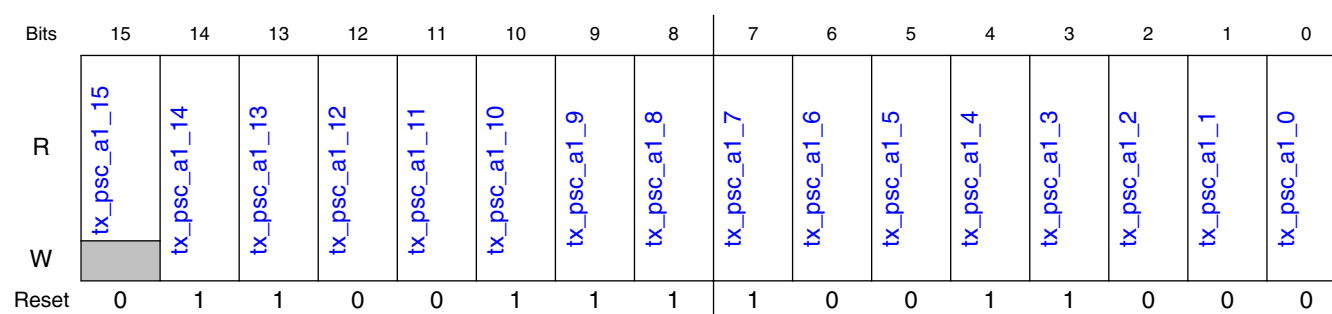 Bits 15 14 13 12 11 10 9 8 7 6 5 4 3 2 1 0
R tx_psc_a1_15 tx_psc_a1_14 tx_psc_a1_13 tx_psc_a1_12 tx_psc_a1_11 tx_psc_a1_10 tx_psc_a1_9 tx_psc_a1_8 tx_psc_a1_7 tx_psc_a1_6 tx_psc_a1_5 tx_psc_a1_4 tx_psc_a1_3 tx_psc_a1_2 tx_psc_a1_1 tx_psc_a1_0
W
Reset 0 1 1 0 0 1 1 1 1 0 0 1 1 0 0 0